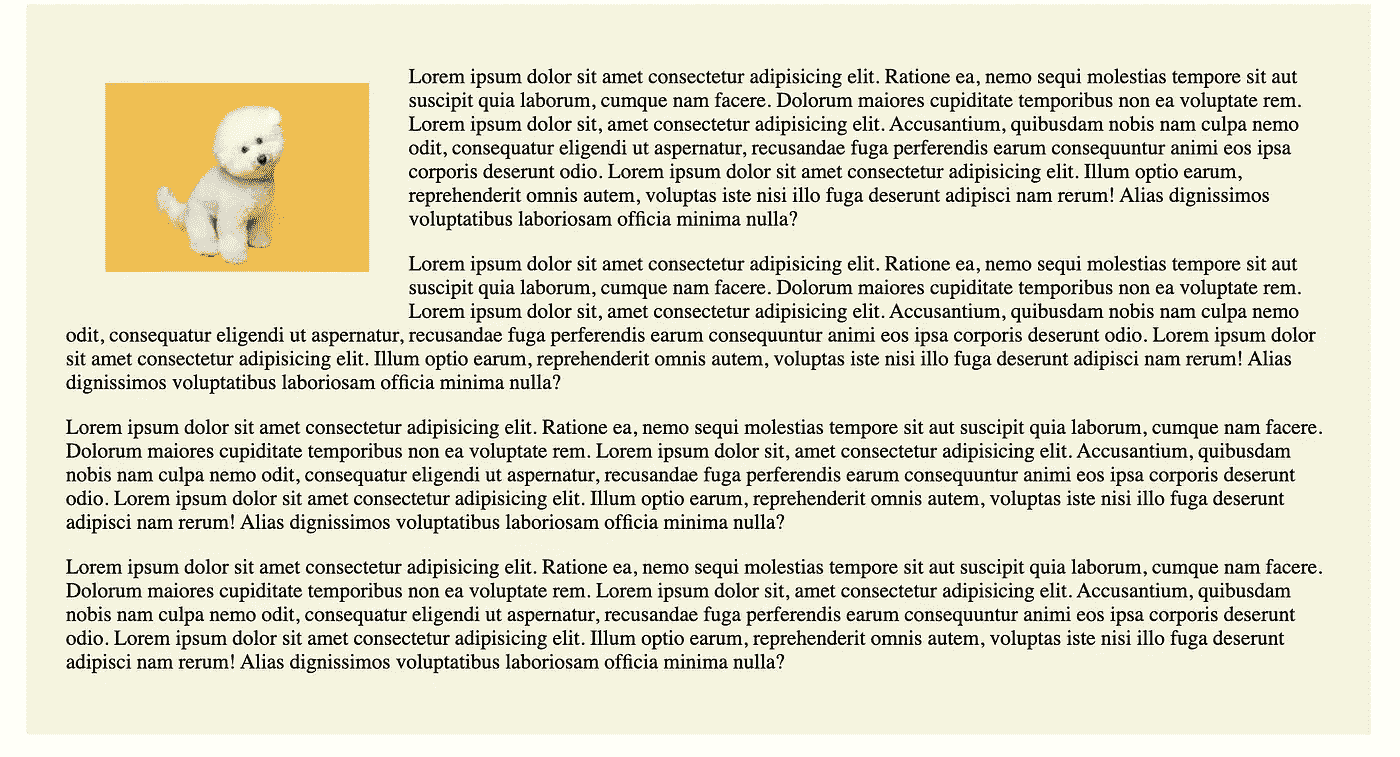 Lorem ipsum dolor sit amet consectetur adipisicing elit. Ratione ea, nemo sequi molestias tempore sit aut
suscipit quia laborum, cumque nam facere. Dolorum maiores cupiditate temporibus non ea voluptate rem.
Lorem ipsum dolor sit, amet consectetur adipisicing elit. Accusantium, quibusdam nobis nam culpa nemo
odit, consequatur eligendi ut aspernatur, recusandae fuga perferendis earum consequuntur animi eos ipsa
corporis deserunt odio. Lorem ipsum dolor sit amet consectetur adipisicing elit. Illum optio earum,
reprehenderit omnis autem, voluptas iste nisi illo fuga deserunt adipisci nam rerum! Alias dignissimos
voluptatibus laboriosam officia minima nulla?
Lorem ipsum dolor sit amet consectetur adipisicing elit. Ratione ea, nemo sequi molestias tempore sit aut
suscipit quia laborum, cumque nam facere. Dolorum maiores cupiditate temporibus non ea voluptate rem.
Lorem ipsum dolor sit, amet consectetur adipisicing elit. Accusantium, quibusdam nobis nam culpa nemo
odit, consequatur eligendi ut aspernatur, recusandae fuga perferendis earum consequuntur animi eos ipsa corporis deserunt odio. Lorem ipsum dolor
sit amet consectetur adipisicing elit. Illum optio earum, reprehenderit omnis autem, voluptas iste nisi illo fuga deserunt adipisci nam rerum! Alias
dignissimos voluptatibus laboriosam officia minima nulla?
Lorem ipsum dolor sit amet consectetur adipisicing elit. Ratione ea, nemo sequi molestias tempore sit aut suscipit quia laborum, cumque nam facere.
Dolorum maiores cupiditate temporibus non ea voluptate rem. Lorem ipsum dolor sit, amet consectetur adipisicing elit. Accusantium, quibusdam
nobis nam culpa nemo odit, consequatur eligendi ut aspernatur, recusandae fuga perferendis earum consequuntur animi eos ipsa corporis deserunt
odio. Lorem ipsum dolor sit amet consectetur adipisicing elit. Illum optio earum, reprehenderit omnis autem, voluptas iste nisi illo fuga deserunt
adipisci nam rerum! Alias dignissimos voluptatibus laboriosam officia minima nulla?
Lorem ipsum dolor sit amet consectetur adipisicing elit. Ratione ea, nemo sequi molestias tempore sit aut suscipit quia laborum, cumque nam facere.
Dolorum maiores cupiditate temporibus non ea voluptate rem. Lorem ipsum dolor sit, amet consectetur adipisicing elit. Accusantium, quibusdam
nobis nam culpa nemo odit, consequatur eligendi ut aspernatur, recusandae fuga perferendis earum consequuntur animi eos ipsa corporis deserunt
odio. Lorem ipsum dolor sit amet consectetur adipisicing elit. Illum optio earum, reprehenderit omnis autem, voluptas iste nisi illo fuga deserunt
adipisci nam rerum! Alias dignissimos voluptatibus laboriosam officia minima nulla?